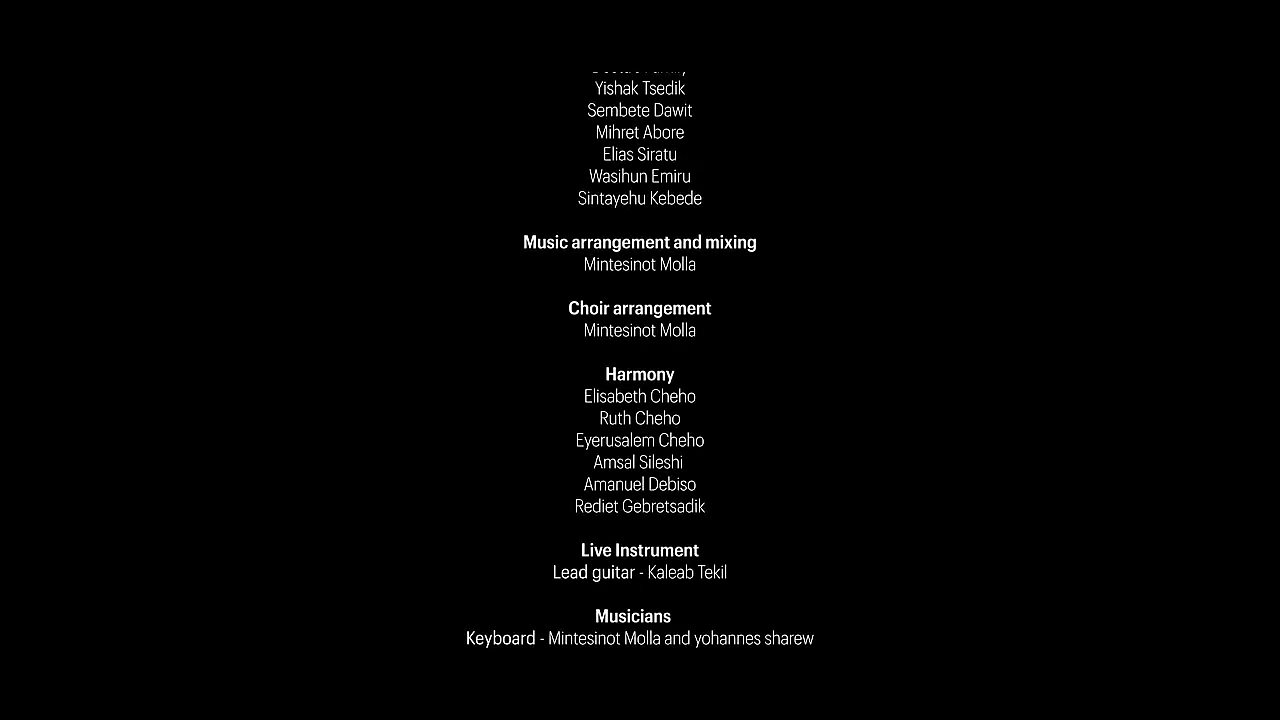 Yishak Tsedik
Sembete Dawit
Mihret Abore
Elias Siratu
Wasihun Emiru
Sintayehu Kebede
Music arrangement and mixing
Mintesinot Molla
Choir arrangement
Mintesinot Molla
Harmony
Elisabeth Cheho
Ruth Cheho
Eyerusalem Cheho
Amsal Sileshi
Amanuel Debiso
Rediet Gebretsadik
Live Instrument
Lead guitar - Kaleab Tekil
Musicians
Keyboard - Mintesinot Molla and yohannes sharew